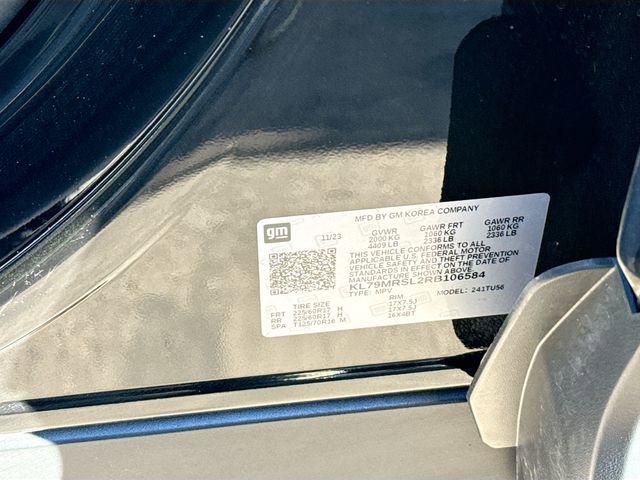 MFD BY GM KOREA COMPANY
gm
11/23
GVWR GAWR FRT GAWR RR
2000 KG 1060 KG 1060 KG
4409 LB 2336 LB 2336 LB
THIS VEHICLE CONFORMS TO ALL
APPLICABLE U.S. FEDERAL MOTOR
VEHICLE SAFETY AND THEFT PREVENTION
STANDARDS IN EFFECT ON THE DATE OF
MANUFACTURE SHOWN ABOVE
KL79MRSL2RB106584
TYPE: MPV MODEL: 241TU56
TIRE SIZE RIM
FRT 225/60R17 H 17X7.5J
RR 225/60R17 H 17X7.5J
SPA T125/70R16 M 16X4BT